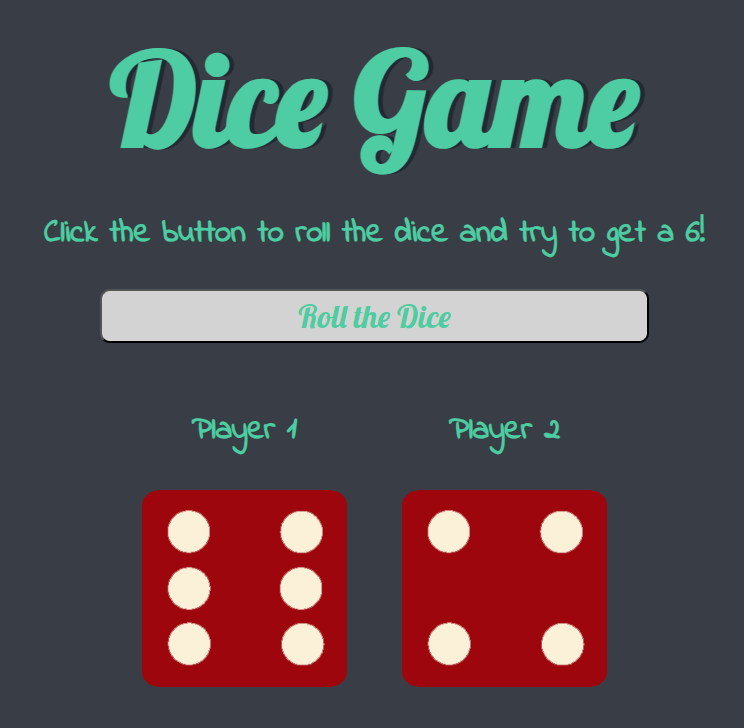 Dice Game
Click the button to roll the dice and try to get a 6!
Roll the Dice
Player 1
Player 2